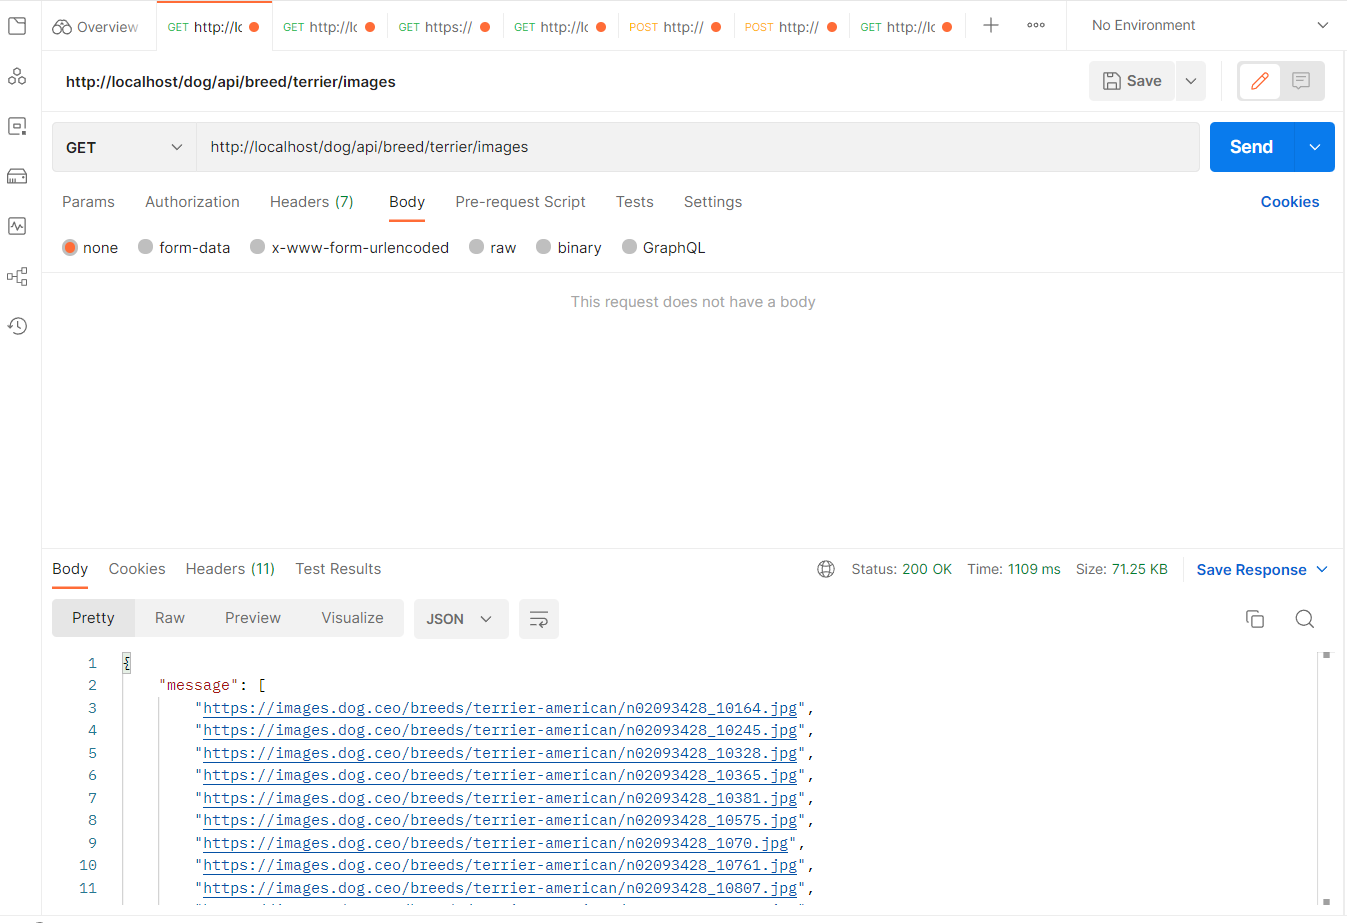 Overview GET http://lc GET http://lc GET https:// GET http://lc POST http:// POST http:// GET http://lc No Environment
http://localhost/dog/api/breed/terrier/images Save
GET http://localhost/dog/api/breed/terrier/images Send
Params Authorization Headers (7) Body Pre-request Script Tests Settings Cookies
none form-data x-www-form-urlencoded raw binary GraphQL
This request does not have a body
Body Cookies Headers (11) Test Results Status: 200 OK Time: 1109 ms Size: 71.25 KB Save Response
Pretty Raw Preview Visualize JSON
1 {
2 "message": [
3 "https://images.dog.ceo/breeds/terrier-american/n02093428_10164.jpg",
4 "https://images.dog.ceo/breeds/terrier-american/n02093428_10245.jpg",
5 "https://images.dog.ceo/breeds/terrier-american/n02093428_10328.jpg",
6 "https://images.dog.ceo/breeds/terrier-american/n02093428_10365.jpg",
7 "https://images.dog.ceo/breeds/terrier-american/n02093428_10381.jpg",
8 "https://images.dog.ceo/breeds/terrier-american/n02093428_10575.jpg",
9 "https://images.dog.ceo/breeds/terrier-american/n02093428_1070.jpg",
10 "https://images.dog.ceo/breeds/terrier-american/n02093428_10761.jpg",
11 "https://images.dog.ceo/breeds/terrier-american/n02093428_10807.jpg",